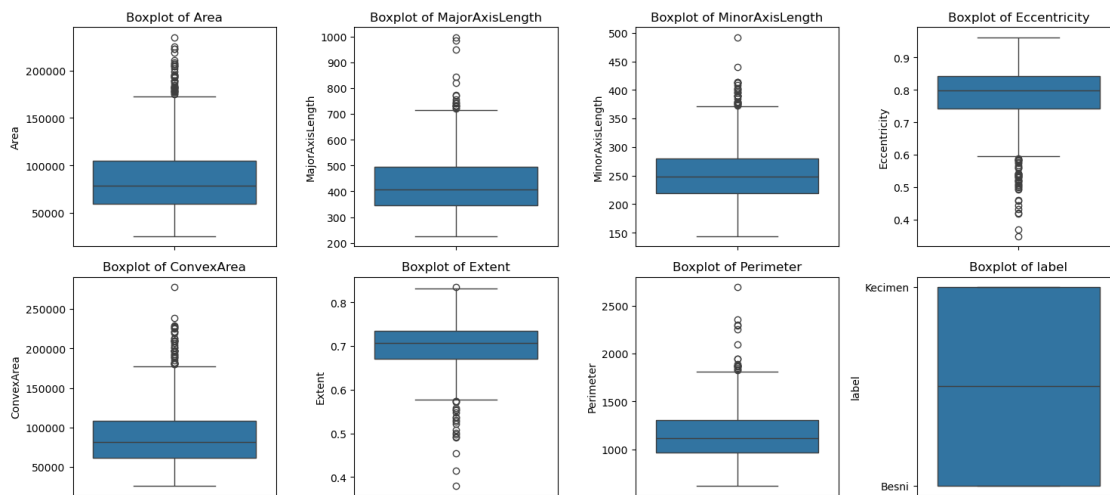 Boxplot of Area
200000
150000
100000
50000
Area
Boxplot of MajorAxisLength
1000
900
800
700
600
500
400
300
200
MajorAxisLength
Boxplot of MinorAxisLength
500
450
400
350
300
250
200
150
MinorAxisLength
Boxplot of Eccentricity
0.9
0.8
0.7
0.6
0.5
0.4
Eccentricity
Boxplot of ConvexArea
250000
200000
150000
100000
50000
ConvexArea
Boxplot of Extent
0.8
0.7
0.6
0.5
0.4
Extent
Boxplot of Perimeter
2500
2000
1500
1000
Perimeter
Boxplot of label
Kecimen
Besni
label